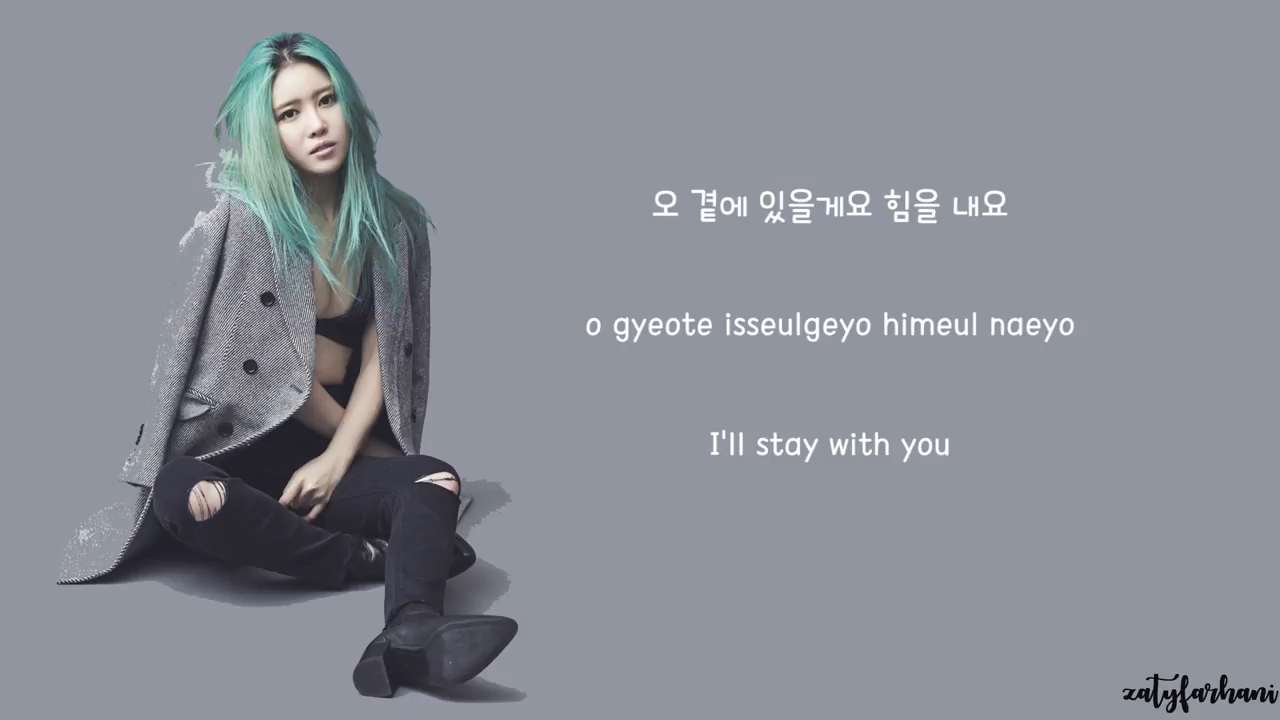 오 곁에 있을게요 힘을 내요
o gyeote isseulgeyo himeul naeyo
I'll stay with you
zatyfarhani